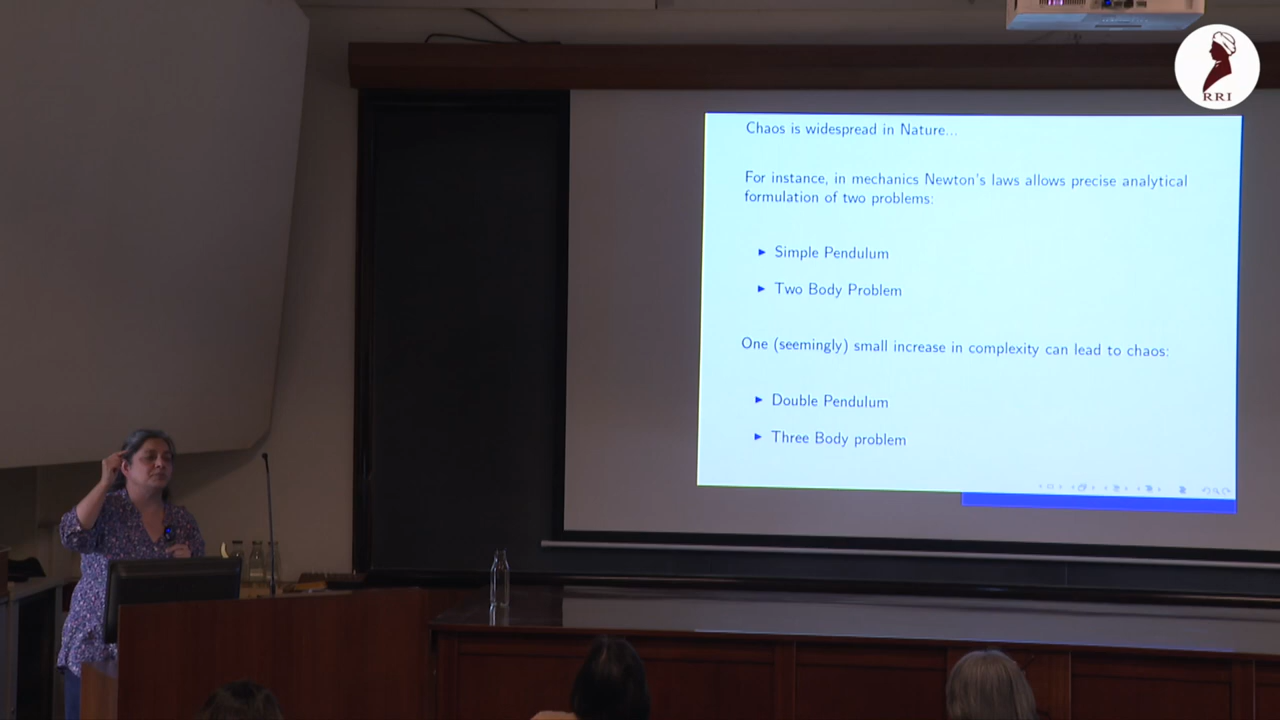 RRI
Chaos is widespread in Nature...
For instance, in mechanics Newton's laws allows precise analytical
formulation of two problems:
► Simple Pendulum
► Two Body Problem
One (seemingly) small increase in complexity can lead to chaos:
► Double Pendulum
► Three Body problem